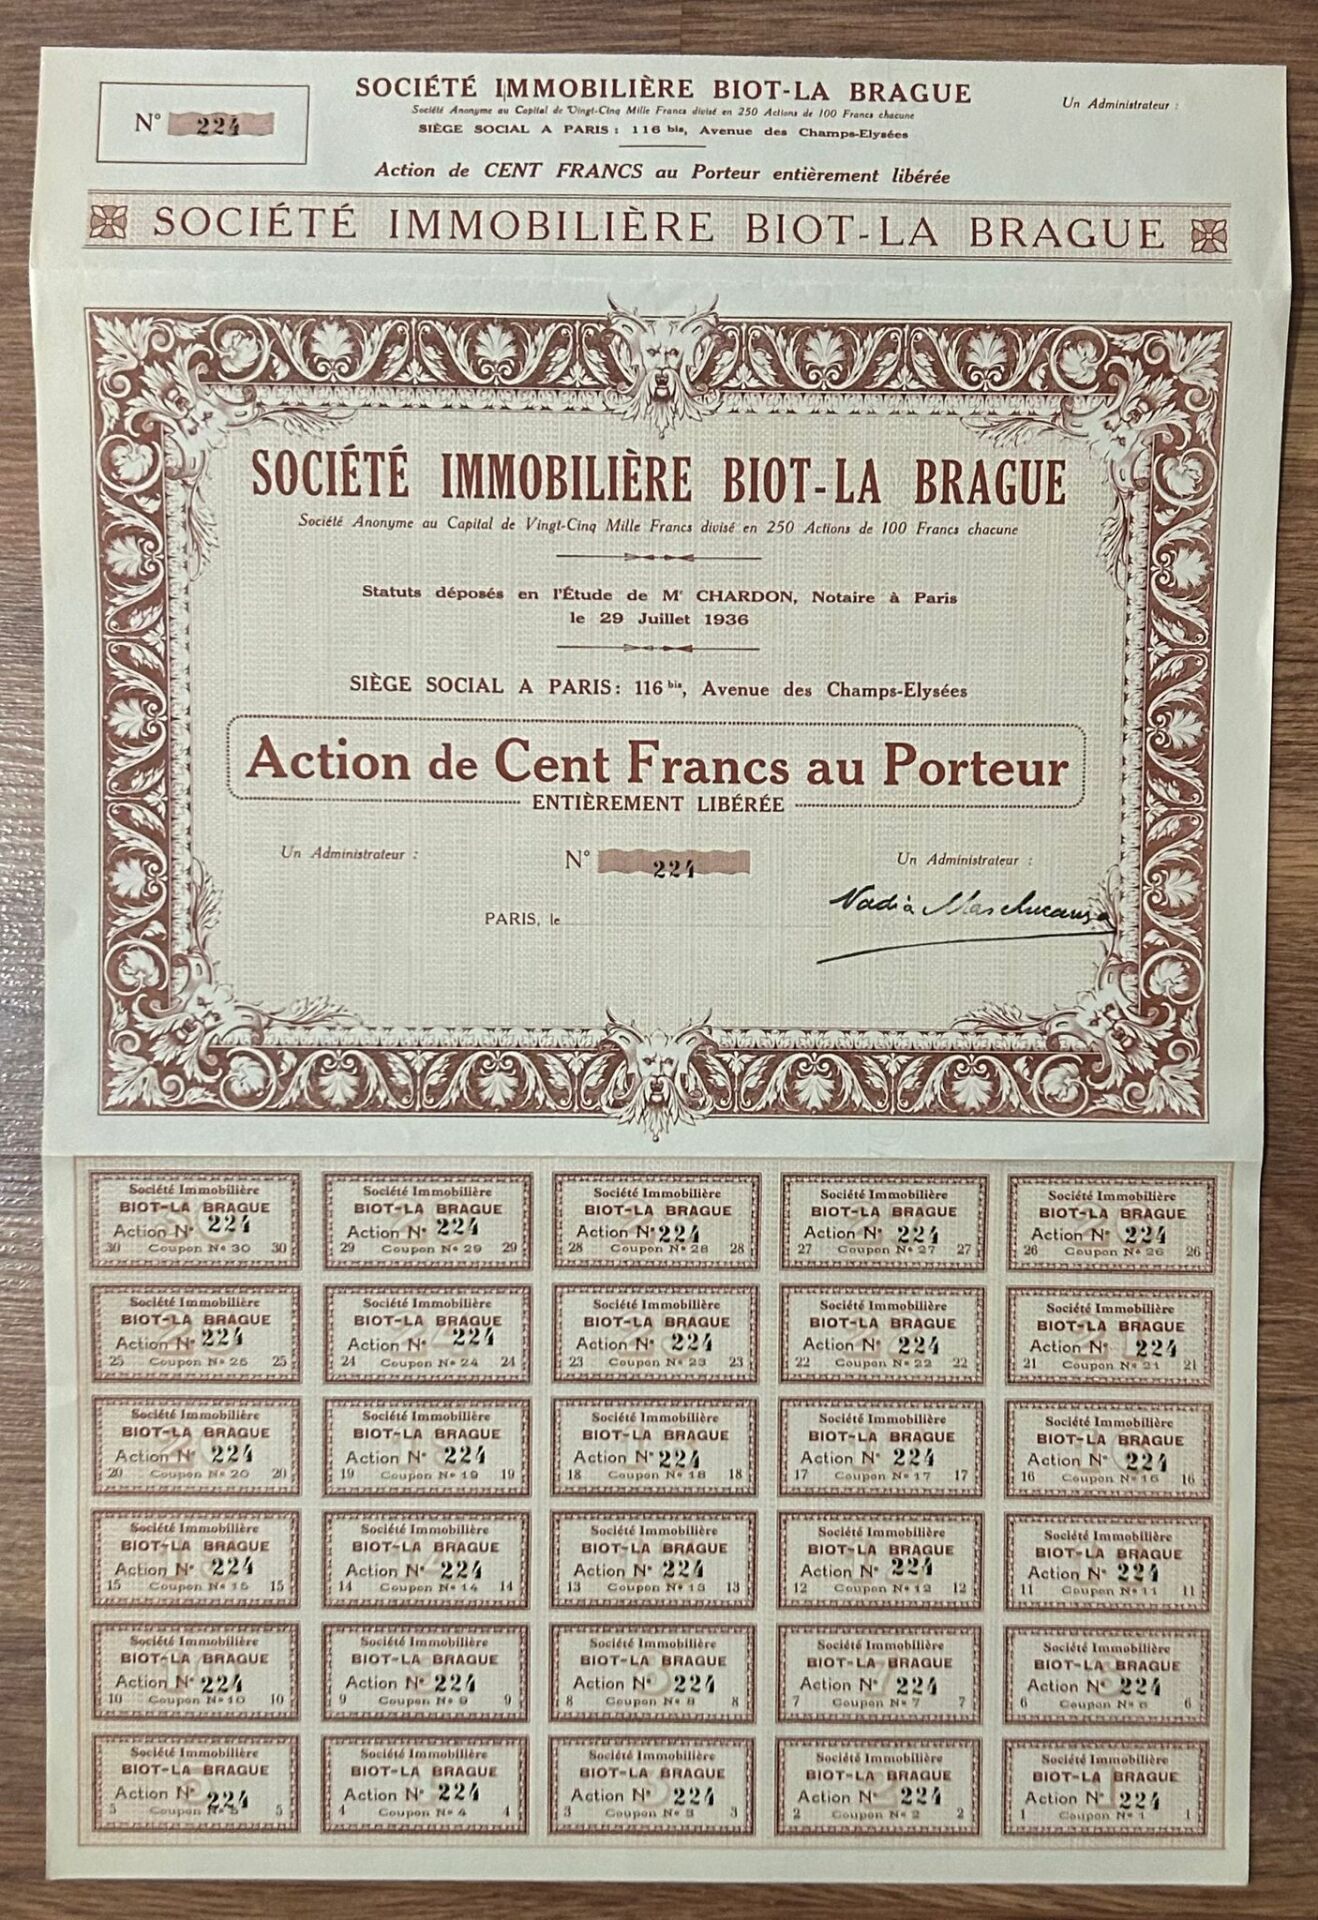 N° 224
SOCIÉTÉ IMMOBILIÈRE BIOT-LA BRAGUE
Société Anonyme au Capital de Vingt-Cinq Mille Francs divisé en 250 Actions de 100 Francs chacune
SIÈGE SOCIAL A PARIS : 116 bis, Avenue des Champs-Elysées
Action de CENT FRANCS au Porteur entièrement libérée
Un Administrateur :
SOCIÉTÉ IMMOBILIÈRE BIOT-LA BRAGUE
SOCIÉTÉ IMMOBILIÈRE BIOT-LA BRAGUE
Société Anonyme au Capital de Vingt-Cinq Mille Francs divisé en 250 Actions de 100 Francs chacune
Statuts déposés en l'Étude de Me CHARDON, Notaire à Paris
le 29 Juillet 1936
SIÈGE SOCIAL A PARIS : 116 bis, Avenue des Champs-Elysées
Action de Cent Francs au Porteur
ENTIÈREMENT LIBÉRÉE
Un Administrateur :
N° 224
Un Administrateur :
PARIS, le
Nadia
Société Immobilière
BIOT-LA BRAGUE
Action N° 224
30 Coupon N° 30 30
Société Immobilière
BIOT-LA BRAGUE
Action N° 224
29 Coupon N° 29 29
Société Immobilière
BIOT-LA BRAGUE
Action N° 224
28 Coupon N° 28 28
Société Immobilière
BIOT-LA BRAGUE
Action N° 224
27 Coupon N° 27 27
Société Immobilière
BIOT-LA BRAGUE
Action N° 224
26 Coupon N° 26 26
Société Immobilière
BIOT-LA BRAGUE
Action N° 224
25 Coupon N° 25 25
Société Immobilière
BIOT-LA BRAGUE
Action N° 224
24 Coupon N° 24 24
Société Immobilière
BIOT-LA BRAGUE
Action N° 224
23 Coupon N° 23 23
Société Immobilière
BIOT-LA BRAGUE
Action N° 224
22 Coupon N° 22 22
Société Immobilière
BIOT-LA BRAGUE
Action N° 224
21 Coupon N° 21 21
Société Immobilière
BIOT-LA BRAGUE
Action N° 224
20 Coupon N° 20 20
Société Immobilière
BIOT-LA BRAGUE
Action N° 224
19 Coupon N° 19 19
Société Immobilière
BIOT-LA BRAGUE
Action N° 224
18 Coupon N° 18 18
Société Immobilière
BIOT-LA BRAGUE
Action N° 224
17 Coupon N° 17 17
Société Immobilière
BIOT-LA BRAGUE
Action N° 224
16 Coupon N° 16 16
Société Immobilière
BIOT-LA BRAGUE
Action N° 224
15 Coupon N° 15 15
Société Immobilière
BIOT-LA BRAGUE
Action N° 224
14 Coupon N° 14 14
Société Immobilière
BIOT-LA BRAGUE
Action N° 224
13 Coupon N° 13 13
Société Immobilière
BIOT-LA BRAGUE
Action N° 224
12 Coupon N° 12 12
Société Immobilière
BIOT-LA BRAGUE
Action N° 224
11 Coupon N° 11 11
Société Immobilière
BIOT-LA BRAGUE
Action N° 224
10 Coupon N° 10 10
Société Immobilière
BIOT-LA BRAGUE
Action N° 224
9 Coupon N° 9 9
Société Immobilière
BIOT-LA BRAGUE
Action N° 224
8 Coupon N° 8 8
Société Immobilière
BIOT-LA BRAGUE
Action N° 224
7 Coupon N° 7 7
Société Immobilière
BIOT-LA BRAGUE
Action N° 224
6 Coupon N° 6 6
Société Immobilière
BIOT-LA BRAGUE
Action N° 224
5 Coupon N° 5 5
Société Immobilière
BIOT-LA BRAGUE
Action N° 224
4 Coupon N° 4 4
Société Immobilière
BIOT-LA BRAGUE
Action N° 224
3 Coupon N° 3 3
Société Immobilière
BIOT-LA BRAGUE
Action N° 224
2 Coupon N° 2 2
Société Immobilière
BIOT-LA BRAGUE
Action N° 224
1 Coupon N° 1 1